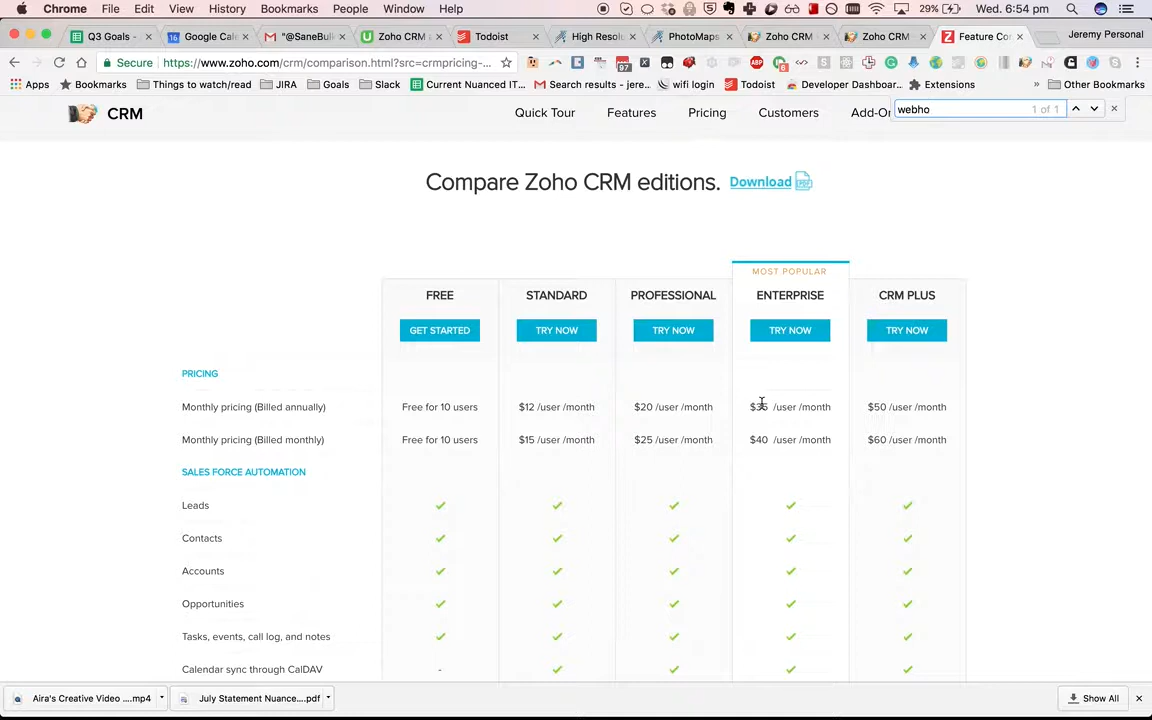 Chrome File Edit View History Bookmarks People Window Help 29% Wed. 6:54 pm
Q3 Goals - Google Cal "@SaneBul Zoho CRM Todoist High Resol PhotoMaps Zoho CRM Zoho CRM Feature Co Jeremy Personal
Secure https://www.zoho.com/crm/comparison.html?src=crmpricing-...
Apps Bookmarks Things to watch/read JIRA Goals Slack Current Nuanced IT... Search results - jere... wifi login Todoist Developer Dashboar... Extensions » Other Bookmarks
CRM Quick Tour Features Pricing Customers Add-O
webho 1 of 1
Compare Zoho CRM editions. Download
MOST POPULAR
FREE STANDARD PROFESSIONAL ENTERPRISE CRM PLUS
GET STARTED TRY NOW TRY NOW TRY NOW TRY NOW
PRICING
Monthly pricing (Billed annually) Free for 10 users $12 /user /month $20 /user /month $35 /user /month $50 /user /month
Monthly pricing (Billed monthly) Free for 10 users $15 /user /month $25 /user /month $40 /user /month $60 /user /month
SALES FORCE AUTOMATION
Leads
Contacts
Accounts
Opportunities
Tasks, events, call log, and notes
Calendar sync through CalDAV -
Aira's Creative Video ....mp4 July Statement Nuance....pdf Show All